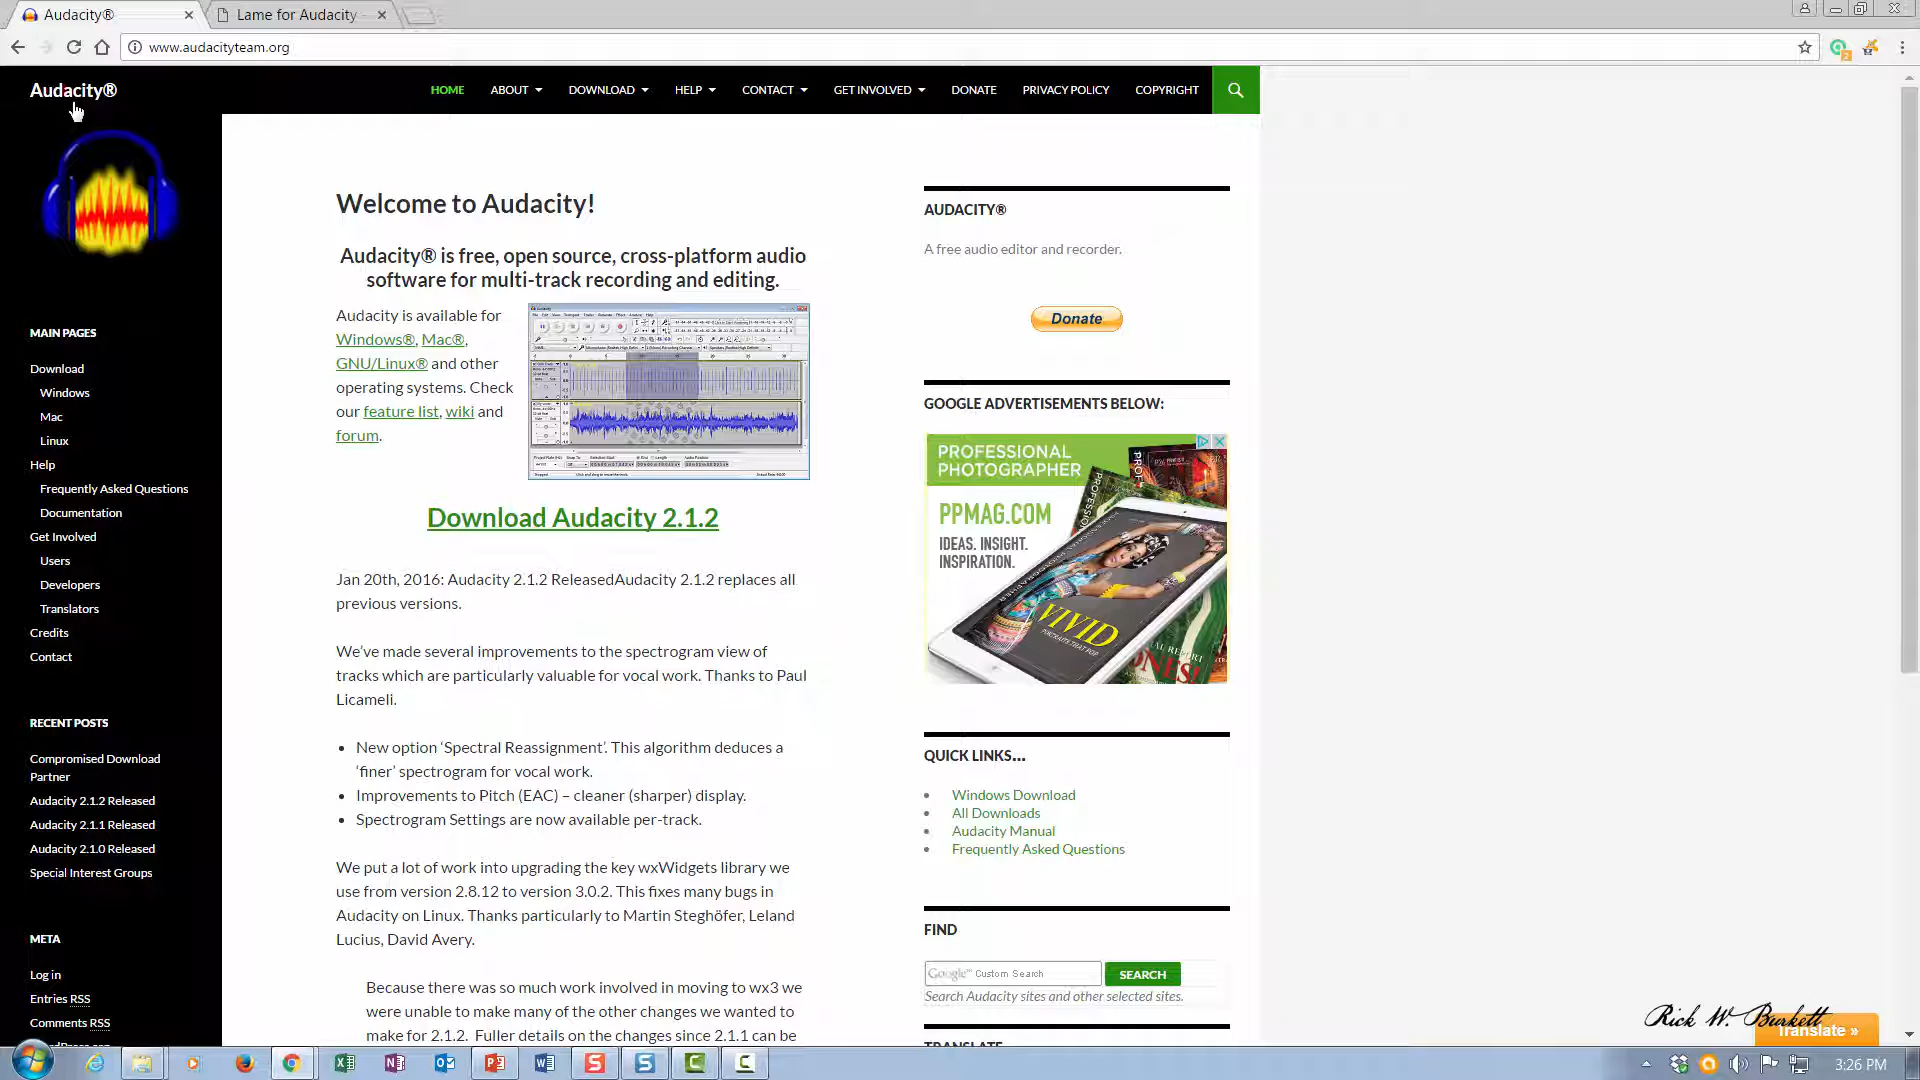 Audacity®
Lame for Audacity
www.audacityteam.org
Audacity®
HOME
ABOUT
DOWNLOAD
HELP
CONTACT
GET INVOLVED
DONATE
PRIVACY POLICY
COPYRIGHT
MAIN PAGES
Download
Windows
Mac
Linux
Help
Frequently Asked Questions
Documentation
Get Involved
Users
Developers
Translators
Credits
Contact
RECENT POSTS
Compromised Download
Partner
Audacity 2.1.2 Released
Audacity 2.1.1 Released
Audacity 2.1.0 Released
Special Interest Groups
META
Log in
Entries RSS
Comments RSS
Welcome to Audacity!
Audacity® is free, open source, cross-platform audio
software for multi-track recording and editing.
Audacity is available for
Windows®, Mac®,
GNU/Linux® and other
operating systems. Check
our feature list, wiki and
forum.
Download Audacity 2.1.2
Jan 20th, 2016: Audacity 2.1.2 ReleasedAudacity 2.1.2 replaces all
previous versions.
We’ve made several improvements to the spectrogram view of
tracks which are particularly valuable for vocal work. Thanks to Paul
Licameli.
• New option ‘Spectral Reassignment’. This algorithm deduces a
‘finer’ spectrogram for vocal work.
• Improvements to Pitch (EAC) – cleaner (sharper) display.
• Spectrogram Settings are now available per-track.
We put a lot of work into upgrading the key wxWidgets library we
use from version 2.8.12 to version 3.0.2. This fixes many bugs in
Audacity on Linux. Thanks particularly to Martin Steghöfer, Leland
Lucius, David Avery.
Because there was so much work involved in moving to wx3 we
were unable to make many of the other changes we wanted to
make for 2.1.2. Fuller details on the changes since 2.1.1 can be
AUDACITY®
A free audio editor and recorder.
Donate
GOOGLE ADVERTISEMENTS BELOW:
PROFESSIONAL
PHOTOGRAPHER
PPMAG.COM
IDEAS. INSIGHT.
INSPIRATION.
VIVID
PORTRAITS THAT POP
QUICK LINKS...
• Windows Download
• All Downloads
• Audacity Manual
• Frequently Asked Questions
FIND
Google™ Custom Search
SEARCH
Search Audacity sites and other selected sites.
TRANSLATE
Rick W. Burkett
Translate »
3:26 PM